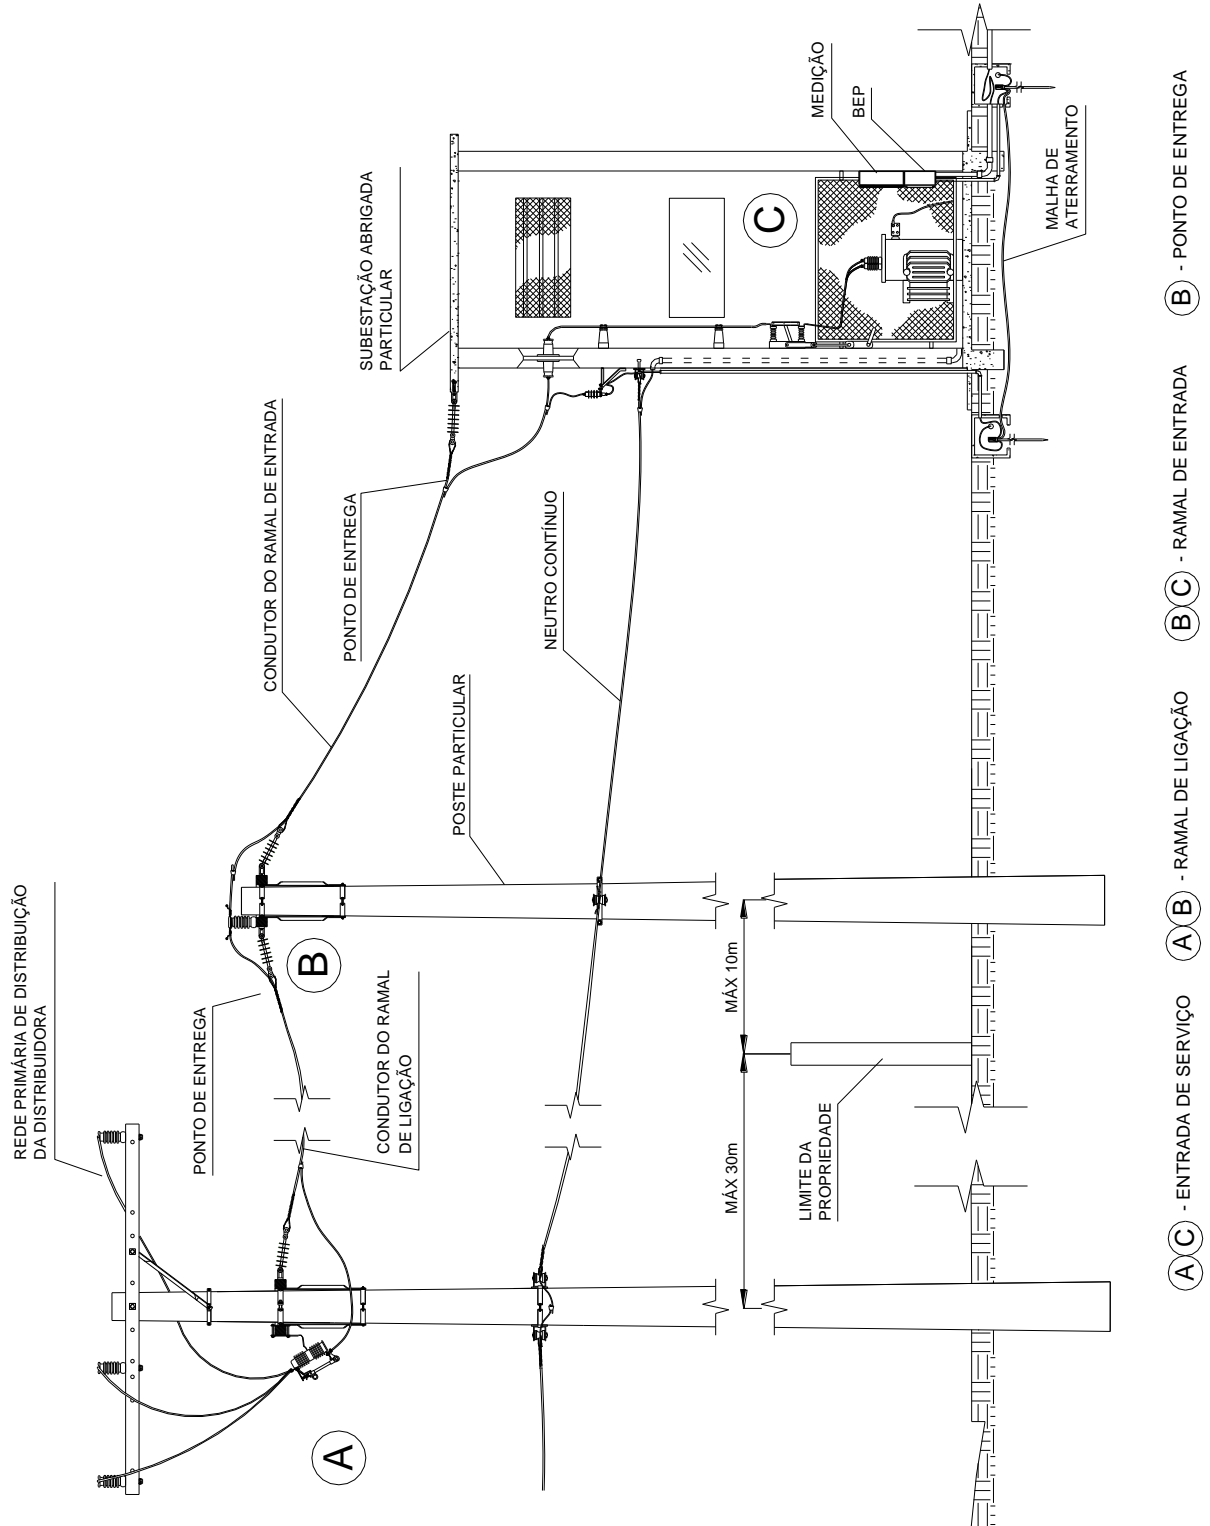 REDE PRIMÁRIA DE DISTRIBUIÇÃO
DA DISTRIBUIDORA
PONTO DE ENTREGA
CONDUTOR DO RAMAL
DE LIGAÇÃO
CONDUTOR DO RAMAL DE ENTRADA
PONTO DE ENTREGA
SUBESTAÇÃO ABRIGADA
PARTICULAR
POSTE PARTICULAR
NEUTRO CONTÍNUO
MEDIÇÃO
BEP
MALHA DE
ATERRAMENTO
A
B
C
MÁX 30m
MÁX 10m
LIMITE DA
PROPRIEDADE
A C - ENTRADA DE SERVIÇO
A B - RAMAL DE LIGAÇÃO
B C - RAMAL DE ENTRADA
B - PONTO DE ENTREGA